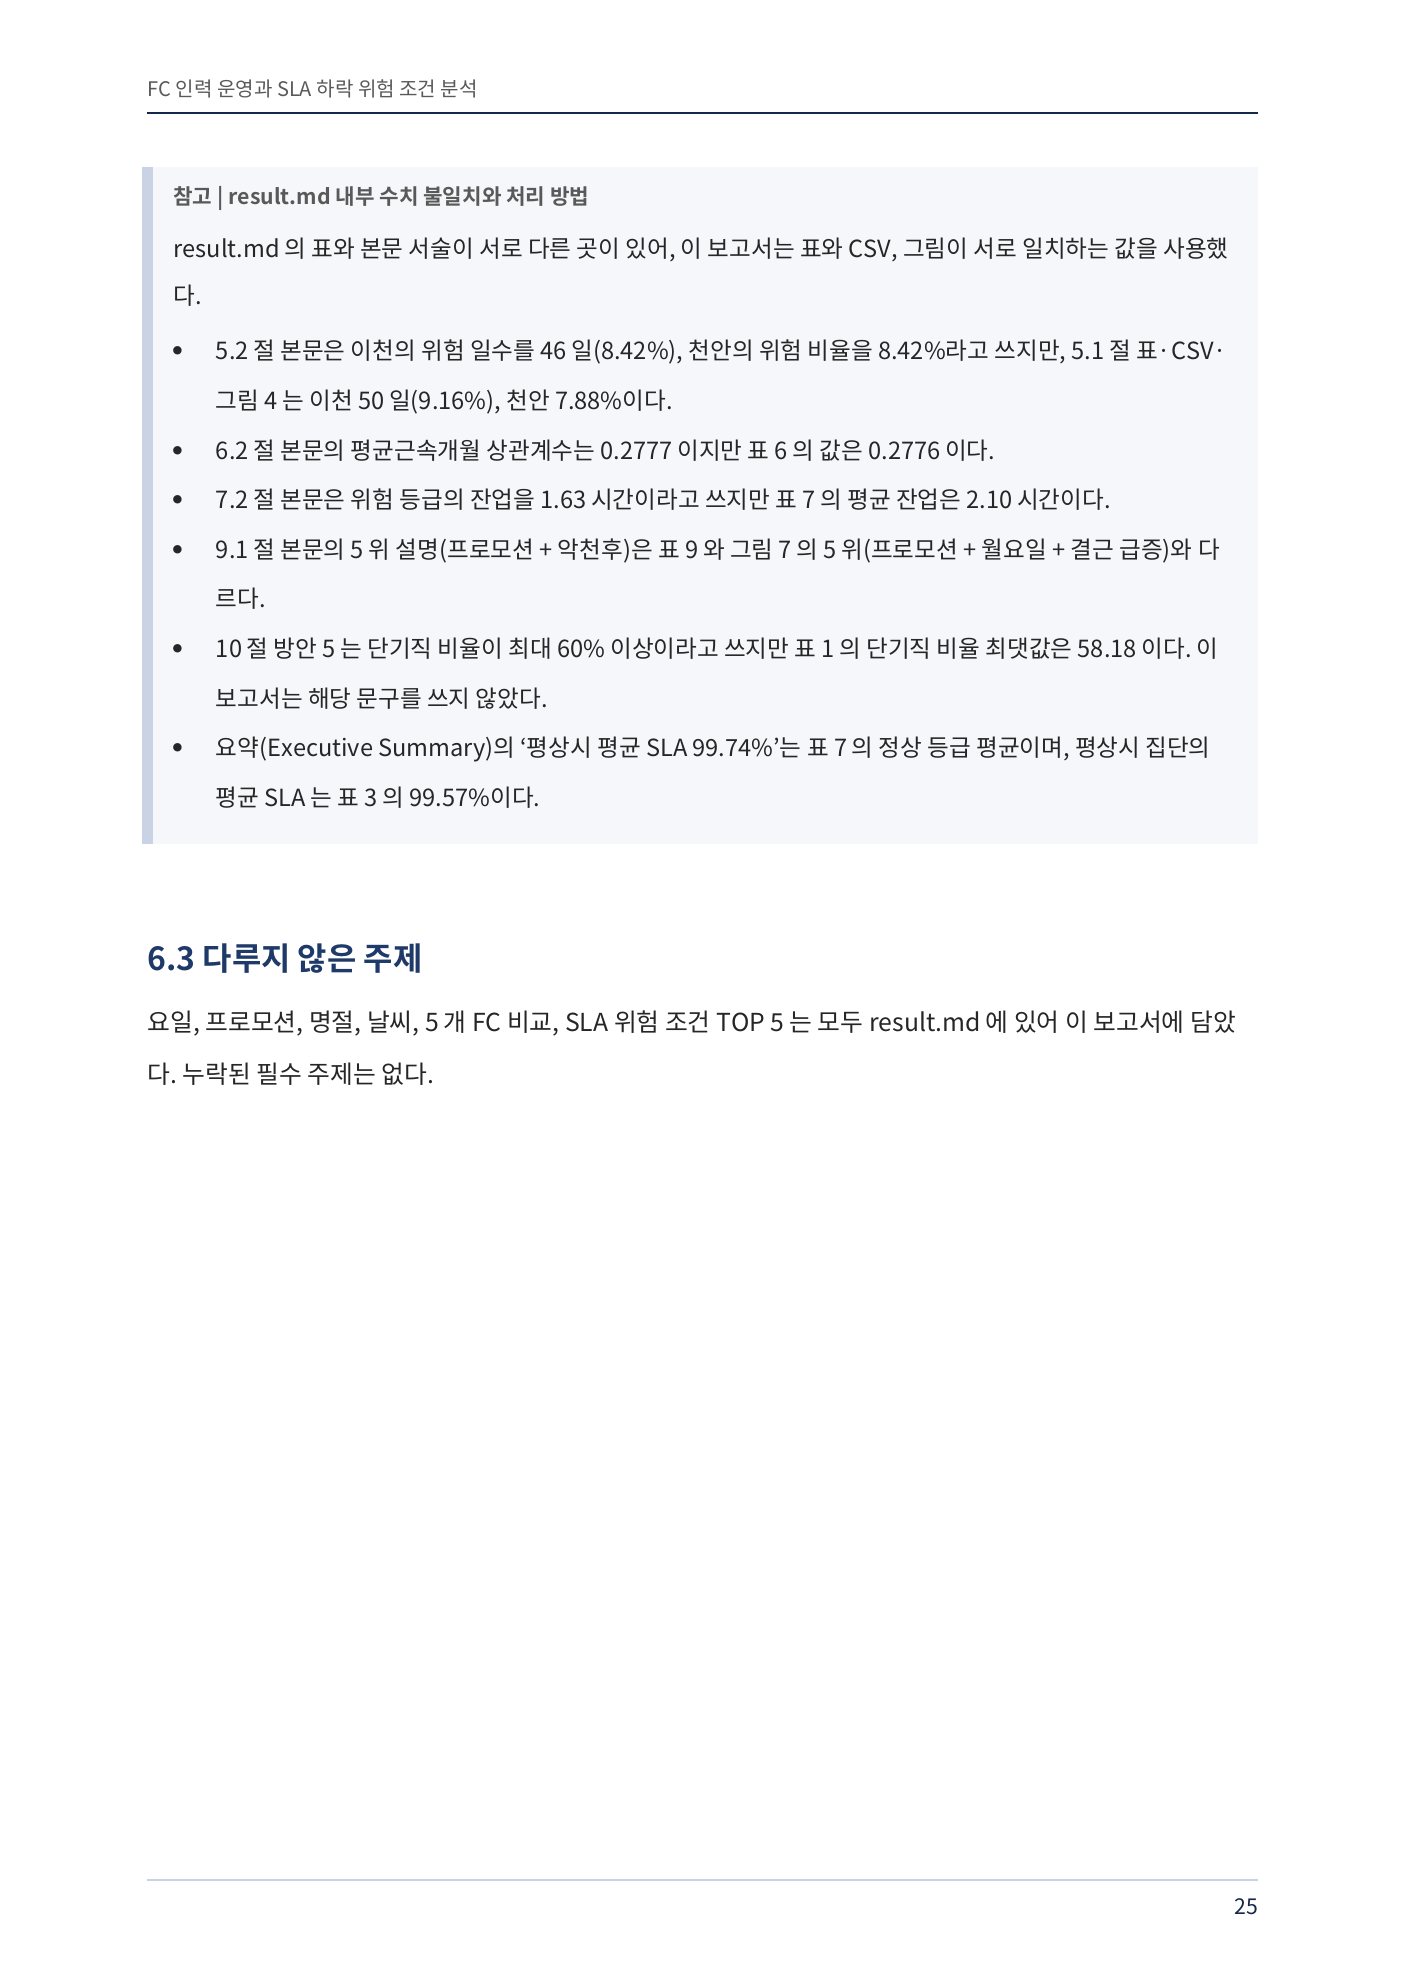 FC 인력 운영과 SLA 하락 위험 조건 분석
참고 | result.md 내부 수치 불일치와 처리 방법
result.md 의 표와 본문 서술이 서로 다른 곳이 있어, 이 보고서는 표와 CSV, 그림이 서로 일치하는 값을 사용했
다.
• 5.2 절 본문은 이천의 위험 일수를 46 일(8.42%), 천안의 위험 비율을 8.42%라고 쓰지만, 5.1 절 표·CSV·
그림 4 는 이천 50 일(9.16%), 천안 7.88%이다.
• 6.2 절 본문의 평균근속개월 상관계수는 0.2777 이지만 표 6 의 값은 0.2776 이다.
• 7.2 절 본문은 위험 등급의 잔업을 1.63 시간이라고 쓰지만 표 7 의 평균 잔업은 2.10 시간이다.
• 9.1 절 본문의 5 위 설명(프로모션 + 악천후)은 표 9 와 그림 7 의 5 위(프로모션 + 월요일 + 결근 급증)와 다
르다.
• 10 절 방안 5 는 단기직 비율이 최대 60% 이상이라고 쓰지만 표 1 의 단기직 비율 최댓값은 58.18 이다. 이
보고서는 해당 문구를 쓰지 않았다.
• 요약(Executive Summary)의 ‘평상시 평균 SLA 99.74%’는 표 7 의 정상 등급 평균이며, 평상시 집단의
평균 SLA 는 표 3 의 99.57%이다.
6.3 다루지 않은 주제
요일, 프로모션, 명절, 날씨, 5 개 FC 비교, SLA 위험 조건 TOP 5 는 모두 result.md 에 있어 이 보고서에 담았
다. 누락된 필수 주제는 없다.
25